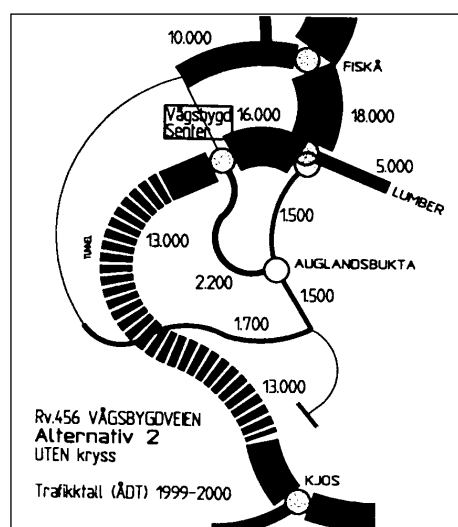 10.000
FISKÅ
Vågsbygd
Senter
16.000
18.000
5.000
LUMBER
1.500
13.000
TUNNEL
AUGLANDSBUKTA
2.200
1.500
1.700
13.000
Rv.456 VÅGSBYGDVEIEN
Alternativ 2
UTEN kryss
KJOS
Trafikktall (ÅDT) 1999-2000